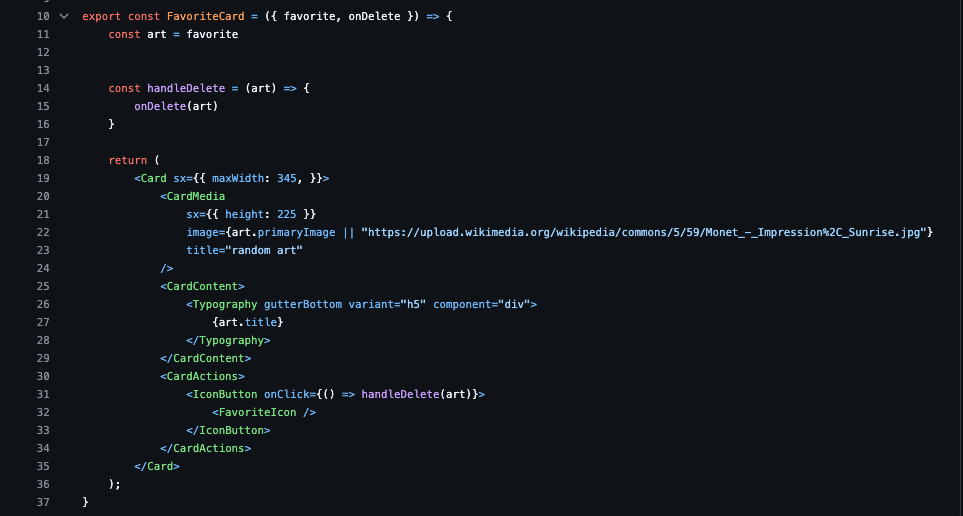 10 export const FavoriteCard = ({ favorite, onDelete }) => {
11 const art = favorite
12
13
14 const handleDelete = (art) => {
15 onDelete(art)
16 }
17
18 return (
19 <Card sx={{ maxWidth: 345, }}>
20 <CardMedia
21 sx={{ height: 225 }}
22 image={art.primaryImage || "https://upload.wikimedia.org/wikipedia/commons/5/59/Monet_-_Impression%2C_Sunrise.jpg"}
23 title="random art"
24 />
25 <CardContent>
26 <Typography gutterBottom variant="h5" component="div">
27 {art.title}
28 </Typography>
29 </CardContent>
30 <CardActions>
31 <IconButton onClick={() => handleDelete(art)}>
32 <FavoriteIcon />
33 </IconButton>
34 </CardActions>
35 </Card>
36 );
37 }